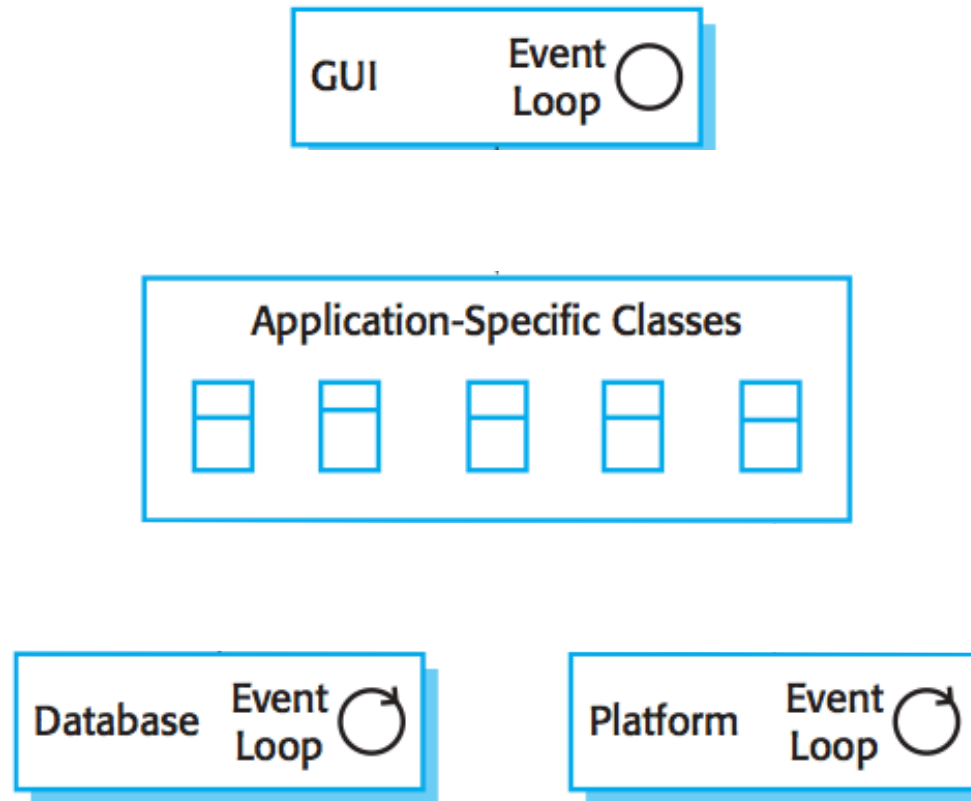 GUI
Event
Loop
Application-Specific Classes
Database
Event
Loop
Platform
Event
Loop